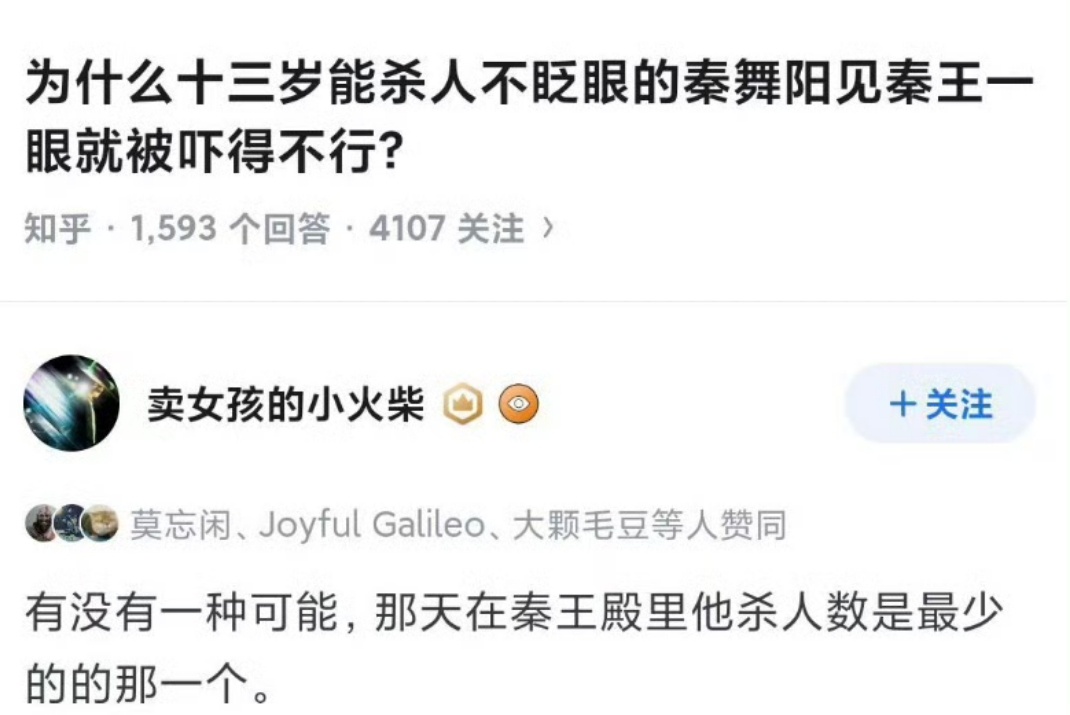 为什么十三岁能杀人不眨眼的秦舞阳见秦王一
眼就被吓得不行？
知乎 · 1,593 个回答 · 4107 关注 >
卖女孩的小火柴
+关注
莫忘闲、Joyful Galileo、大颗毛豆等人赞同
有没有一种可能，那天在秦王殿里他杀人数是最少
的的那一个。